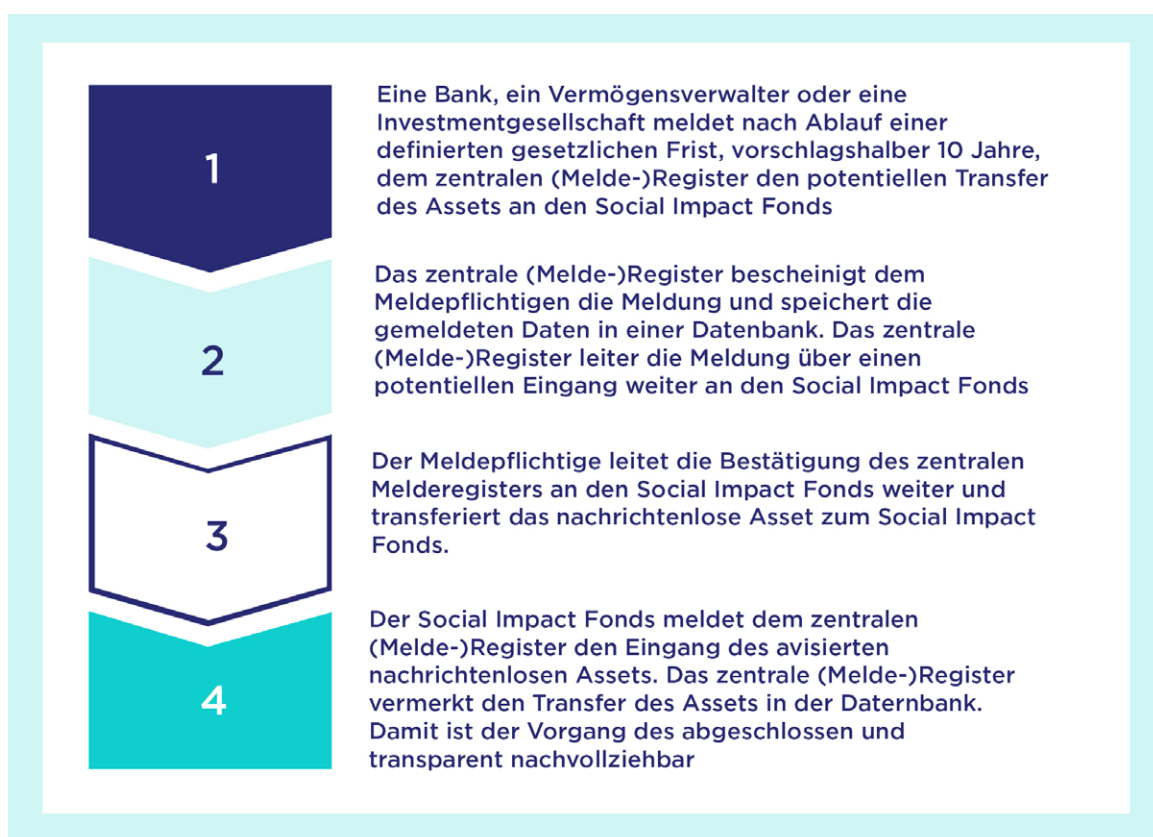 1
Eine Bank, ein Vermögensverwalter oder eine
Investmentgesellschaft meldet nach Ablauf einer
definierten gesetzlichen Frist, vorschlagshalber 10 Jahre,
dem zentralen (Melde-)Register den potentiellen Transfer
des Assets an den Social Impact Fonds
2
Das zentrale (Melde-)Register bescheinigt dem
Meldepflichtigen die Meldung und speichert die
gemeldeten Daten in einer Datenbank. Das zentrale
(Melde-)Register leiter die Meldung über einen
potentiellen Eingang weiter an den Social Impact Fonds
3
Der Meldepflichtige leitet die Bestätigung des zentralen
Melderegisters an den Social Impact Fonds weiter und
transferiert das nachrichtenlose Asset zum Social Impact
Fonds.
4
Der Social Impact Fonds meldet dem zentralen
(Melde-)Register den Eingang des avisierten
nachrichtenlosen Assets. Das zentrale (Melde-)Register
vermerkt den Transfer des Assets in der Daternbank.
Damit ist der Vorgang des abgeschlossen und
transparent nachvollziehbar